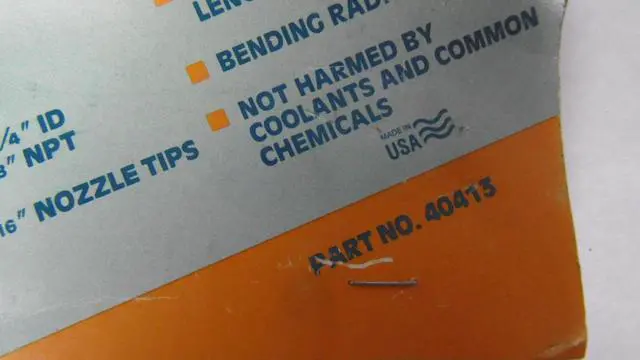 LENG
BENDING RAD
NOT HARMED BY
COOLANTS AND COMMON
CHEMICALS
/4" ID
8" NPT
16" NOZZLE TIPS
MADE IN
USA
PART NO. 40413